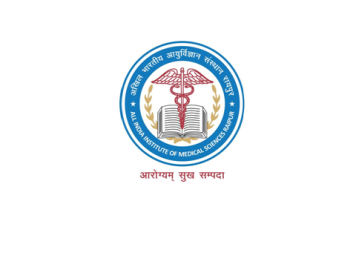 अखिल भारतीय आयुर्विज्ञान संस्थान रायपुर
ALL INDIA INSTITUTE OF MEDICAL SCIENCES RAIPUR
आरोग्यम् सुख सम्पदा